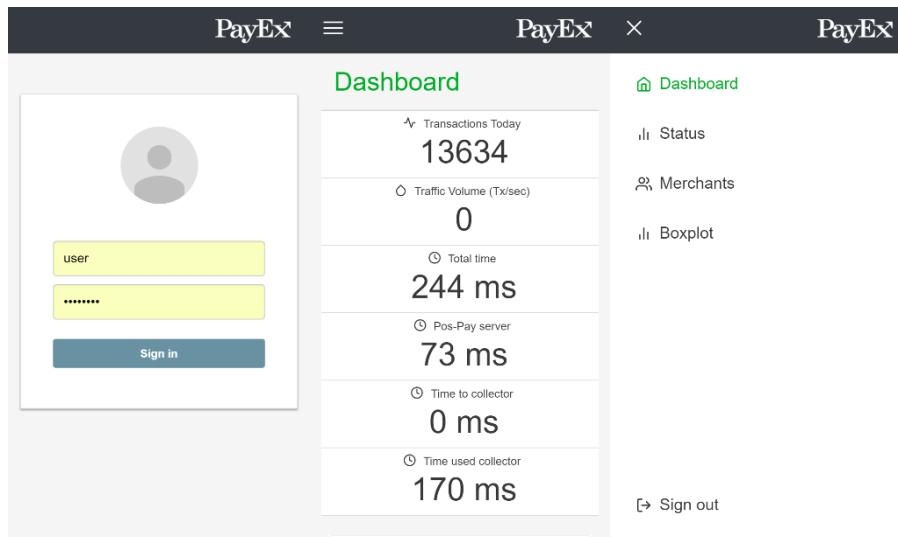 PayEx
user
••••••••
Sign in
PayEx
Dashboard
Transactions Today
13634
Traffic Volume (Tx/sec)
0
Total time
244 ms
Pos-Pay server
73 ms
Time to collector
0 ms
Time used collector
170 ms
PayEx
Dashboard
Status
Merchants
Boxplot
Sign out